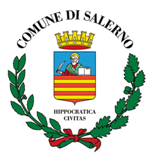 COMUNE DI SALERNO
HIPPOCRATICA
CIVITAS